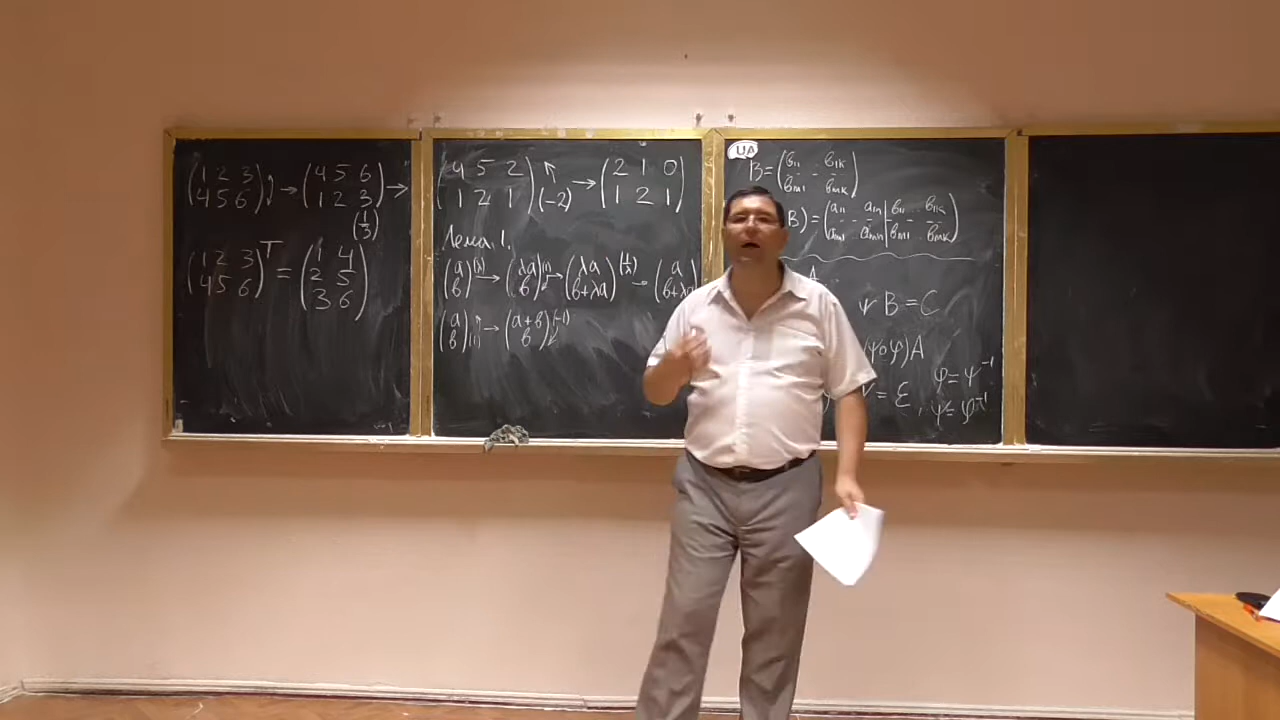 (1 2 3
4 5 6) → (4 5 6
1 2 3) →
(1/3)
(1 2 3
4 5 6)ᵀ = (1 4
2 5
3 6)
(4 5 2
1 2 1) (-2) → (2 1 0
1 2 1)
Лема 1.
(a
b) (λ) → (λa
b) (1) → (λa
b+λa) (1/λ) → (a
b+λa)
(a
b) (1) → (a+b
b) (-1)
UA
B = (b₁₁ ... b₁ₖ
bₘ₁ ... bₘₖ)
B) = (a₁₁ ... a₁ₙ | b₁₁ ... b₁ₖ
aₘ₁ ... aₘₙ | bₘ₁ ... bₘₖ)
A
ψB = C
(ψ∘φ)A
φ = ψ⁻¹
= ε, ψ = φ⁻¹